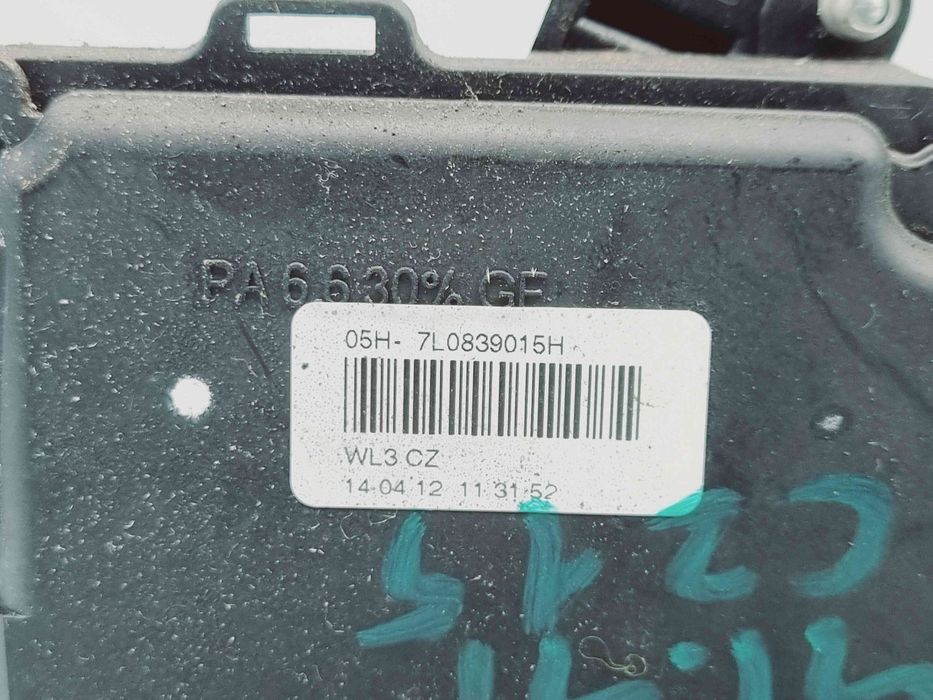 PA 6.6 30% GF
05H- 7L0839015H
WL3 CZ
14-04-12 11:31:52